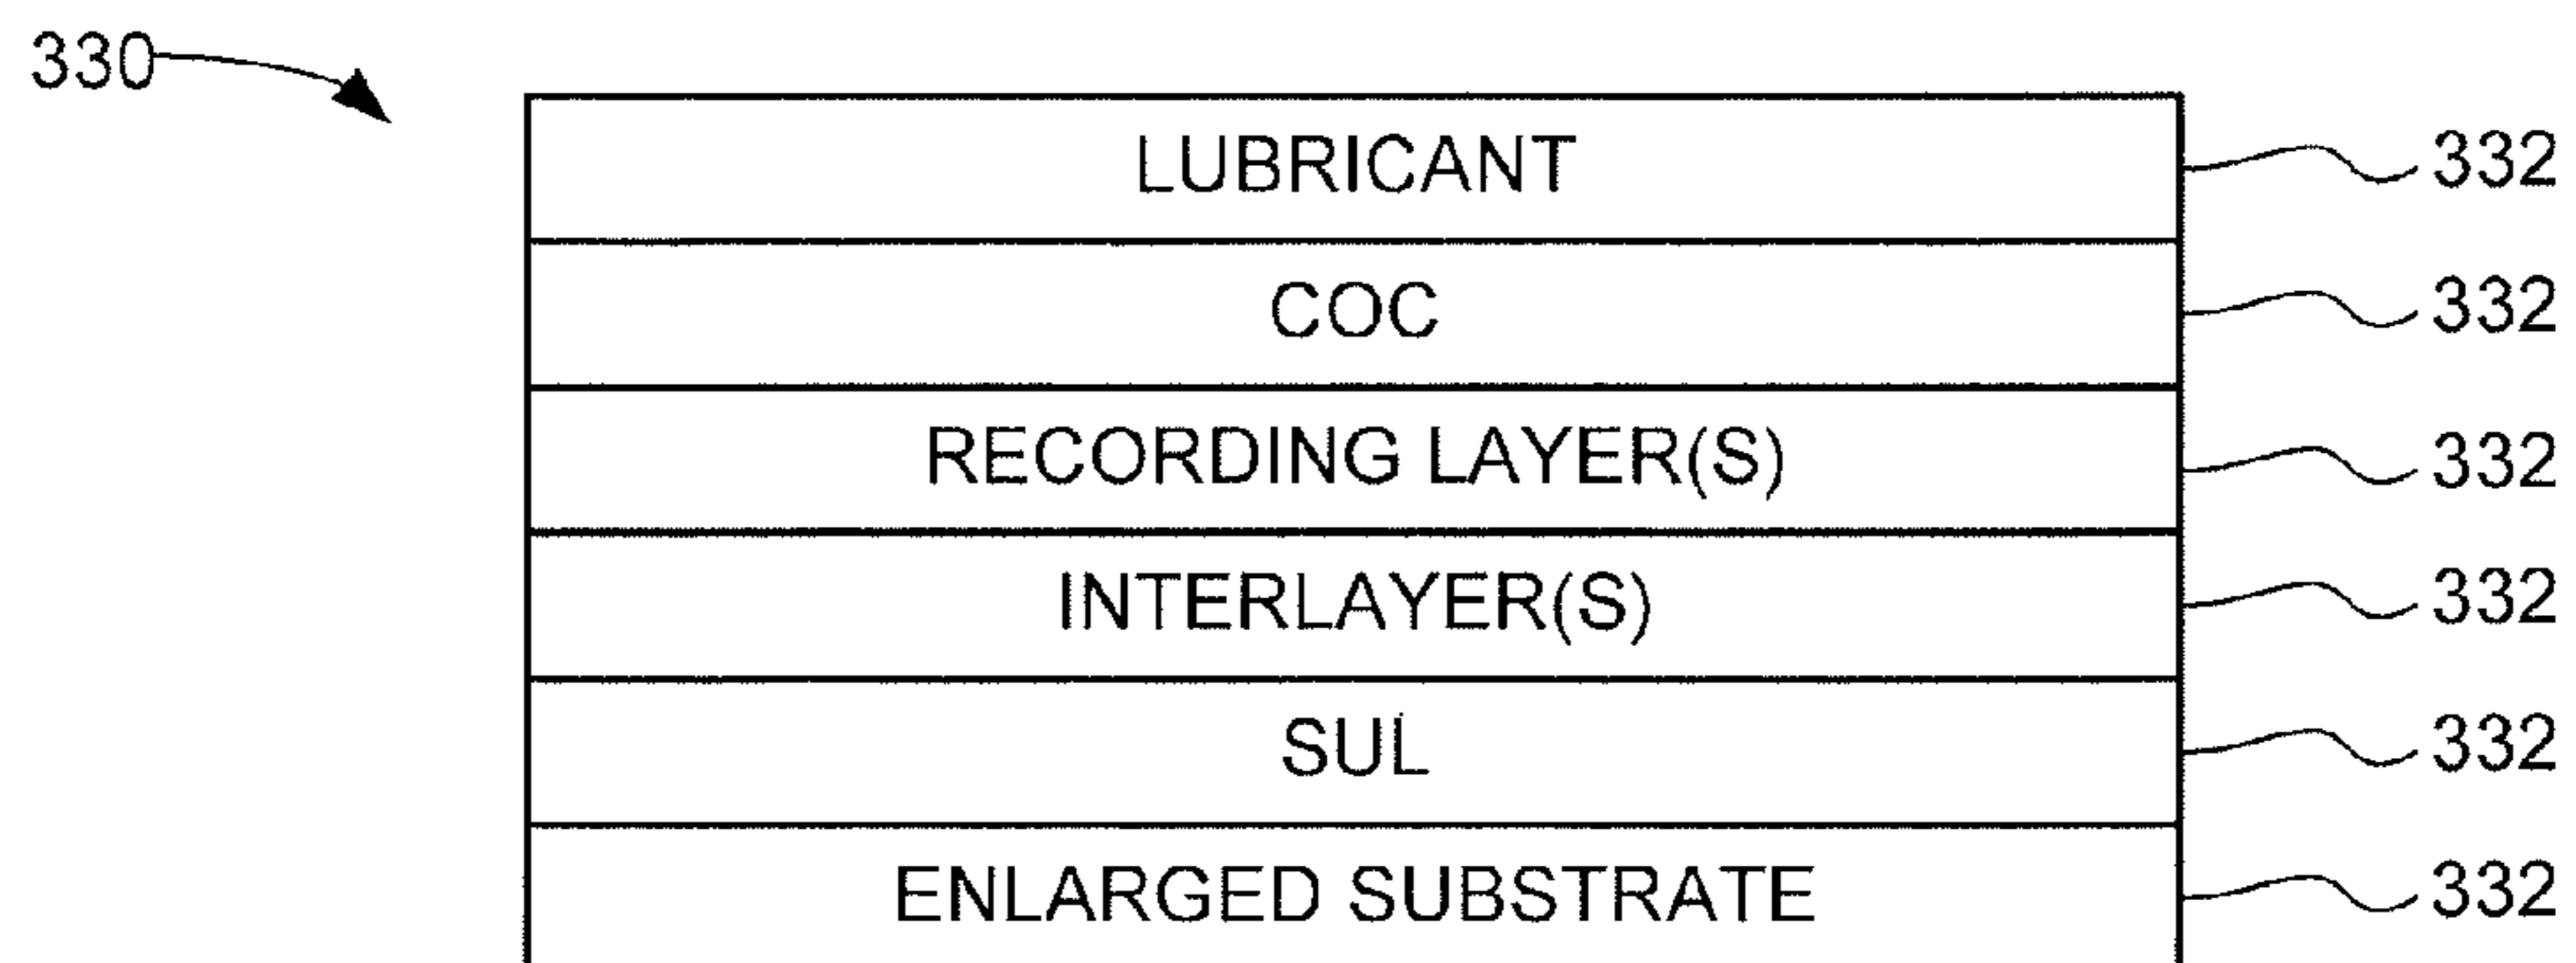 330
LUBRICANT 332
COC 332
RECORDING LAYER(S) 332
INTERLAYER(S) 332
SUL 332
ENLARGED SUBSTRATE 332